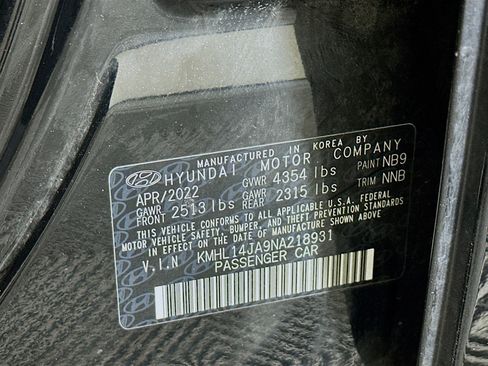 MANUFACTURED IN KOREA BY
HYUNDAI MOTOR COMPANY
APR/2022 GVWR 4354 lbs PAINT NB9
GAWR FRONT 2513 lbs GAWR REAR 2315 lbs TRIM NNB
THIS VEHICLE CONFORMS TO ALL APPLICABLE U.S.A. FEDERAL
MOTOR VEHICLE SAFETY, BUMPER, AND THEFT PREVENTION
STANDARDS IN EFFECT ON THE DATE OF MANUFACTURE SHOWN ABOVE.
V.I.N KMHL14JA9NA218931
PASSENGER CAR